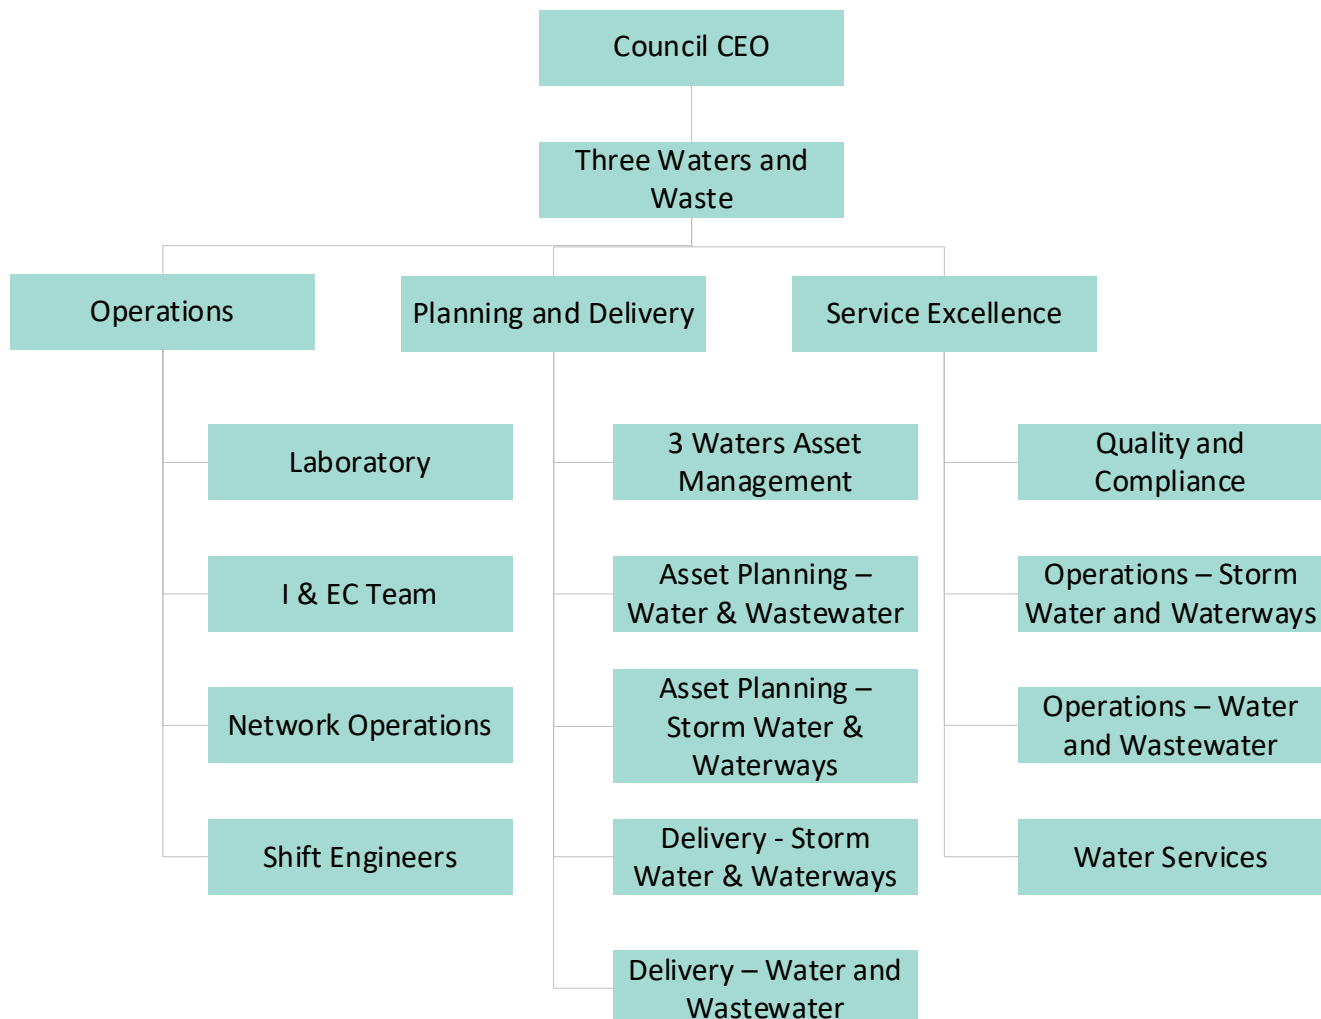 Council CEO
Three Waters and
Waste
Operations
Planning and Delivery
Service Excellence
Laboratory
I & EC Team
Network Operations
Shift Engineers
3 Waters Asset
Management
Asset Planning –
Water & Wastewater
Asset Planning –
Storm Water &
Waterways
Delivery - Storm
Water & Waterways
Delivery – Water and
Wastewater
Quality and
Compliance
Operations – Storm
Water and Waterways
Operations – Water
and Wastewater
Water Services